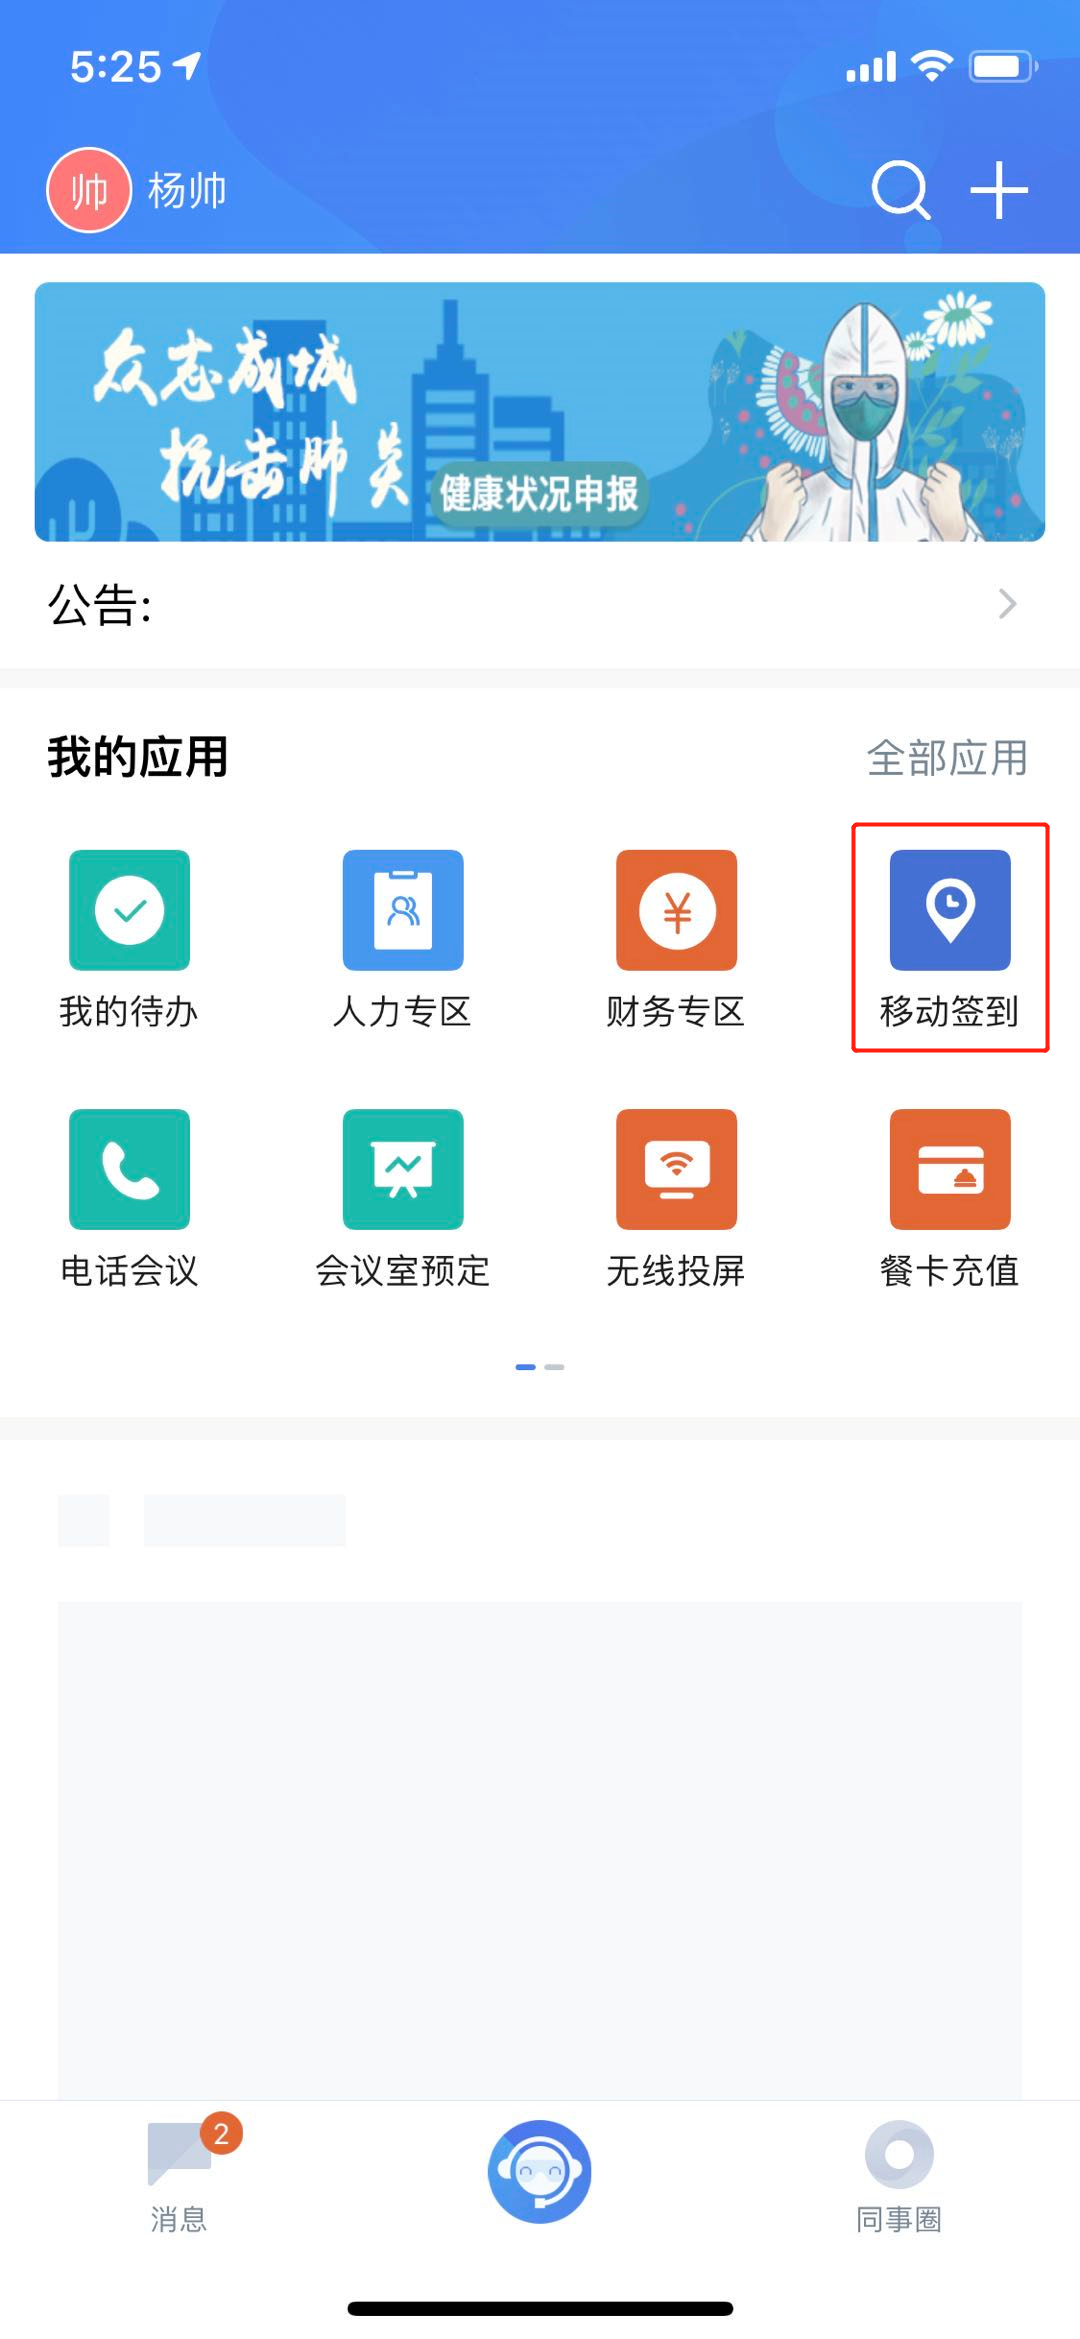 5:25
帅 杨帅
众志成城
抗击肺炎
健康状况申报
公告:
我的应用 全部应用
我的待办 人力专区 财务专区 移动签到
电话会议 会议室预定 无线投屏 餐卡充值
2
消息 同事圈